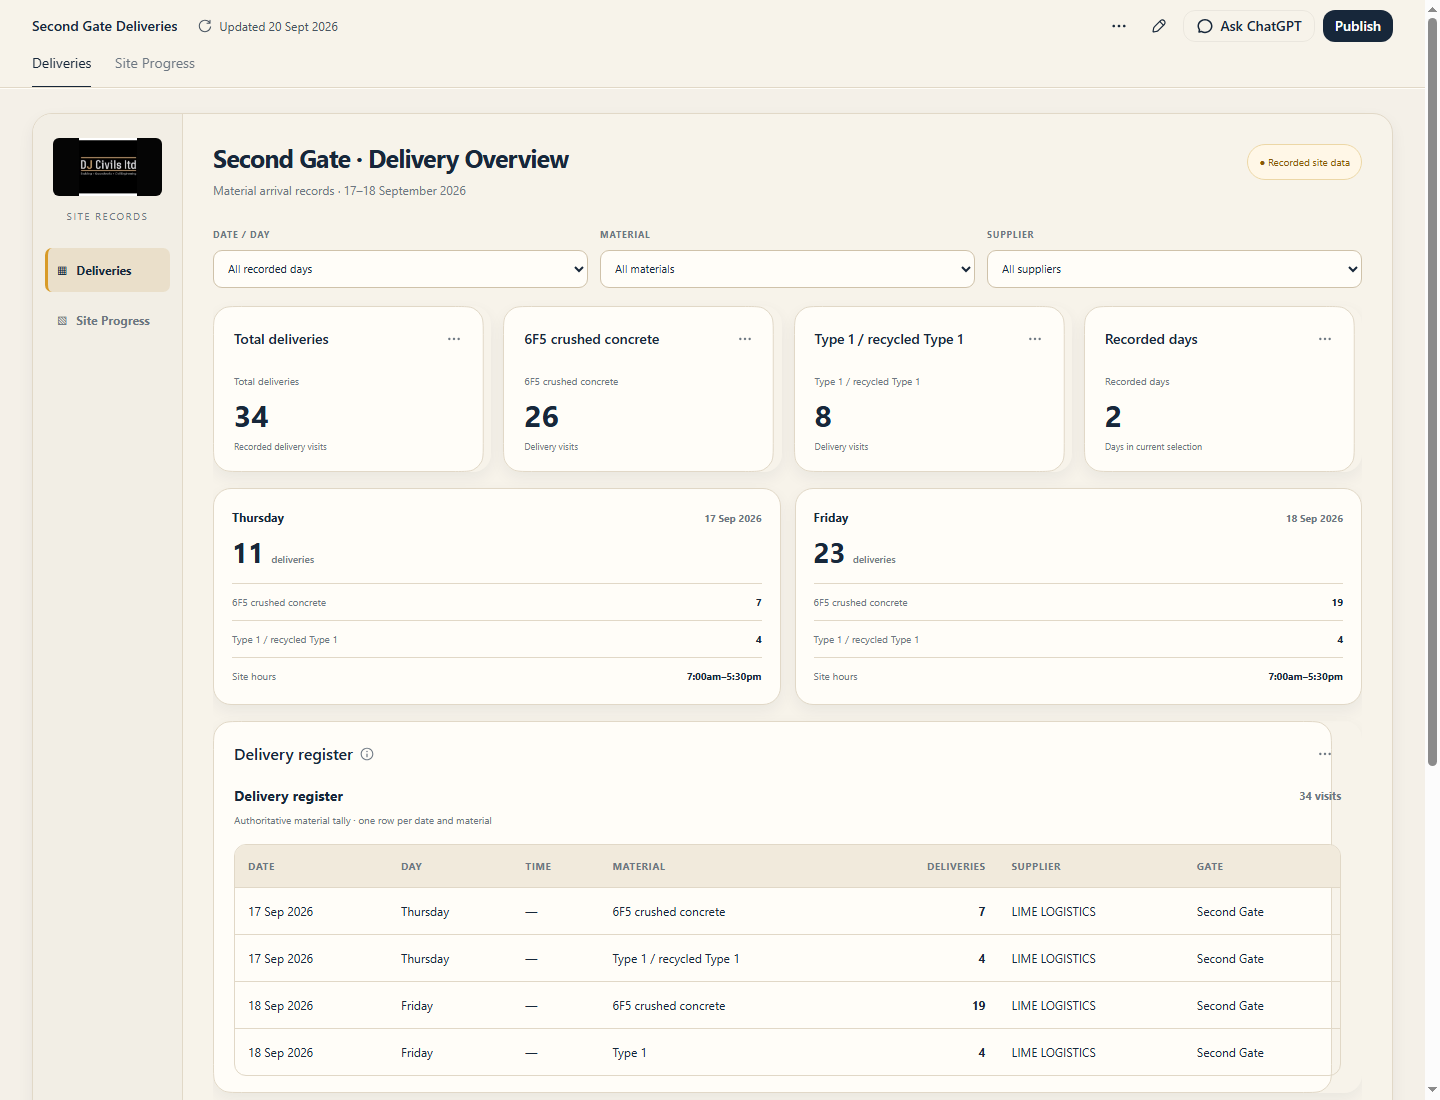 Second Gate Deliveries
Updated 20 Sept 2026
Ask ChatGPT
Publish
Deliveries
Site Progress
DJ Civils ltd
SITE RECORDS
Deliveries
Site Progress
Second Gate · Delivery Overview
Material arrival records · 17–18 September 2026
• Recorded site data
DATE / DAY
MATERIAL
SUPPLIER
All recorded days
All materials
All suppliers
Total deliveries
Total deliveries
34
Recorded delivery visits
6F5 crushed concrete
6F5 crushed concrete
26
Delivery visits
Type 1 / recycled Type 1
Type 1 / recycled Type 1
8
Delivery visits
Recorded days
Recorded days
2
Days in current selection
Thursday 17 Sep 2026
11 deliveries
6F5 crushed concrete 7
Type 1 / recycled Type 1 4
Site hours 7:00am–5:30pm
Friday 18 Sep 2026
23 deliveries
6F5 crushed concrete 19
Type 1 / recycled Type 1 4
Site hours 7:00am–5:30pm
Delivery register
Delivery register 34 visits
Authoritative material tally · one row per date and material
DATE DAY TIME MATERIAL DELIVERIES SUPPLIER GATE
17 Sep 2026 Thursday — 6F5 crushed concrete 7 LIME LOGISTICS Second Gate
17 Sep 2026 Thursday — Type 1 / recycled Type 1 4 LIME LOGISTICS Second Gate
18 Sep 2026 Friday — 6F5 crushed concrete 19 LIME LOGISTICS Second Gate
18 Sep 2026 Friday — Type 1 4 LIME LOGISTICS Second Gate